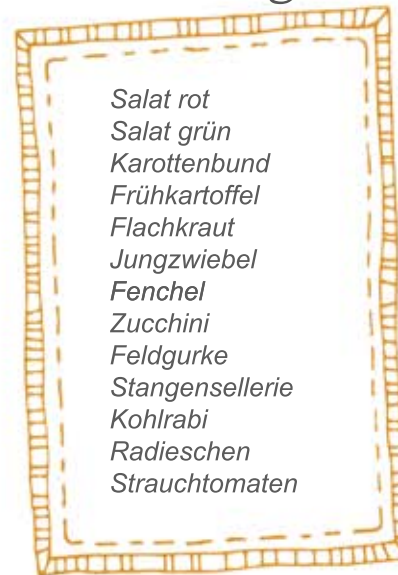 Salat rot
Salat grün
Karottenbund
Frühkartoffel
Flachkraut
Jungzwiebel
Fenchel
Zucchini
Feldgurke
Stangensellerie
Kohlrabi
Radieschen
Strauchtomaten